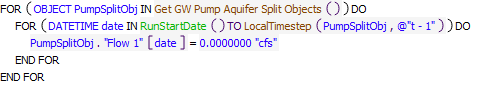 FOR ( OBJECT PumpSplitObj IN Get GW Pump Aquifer Split Objects ( ) ) DO
FOR ( DATETIME date IN RunStartDate ( ) TO LocalTimestep ( PumpSplitObj , @"t - 1" ) ) DO
PumpSplitObj . "Flow 1" [ date ] = 0.0000000 "cfs"
END FOR
END FOR